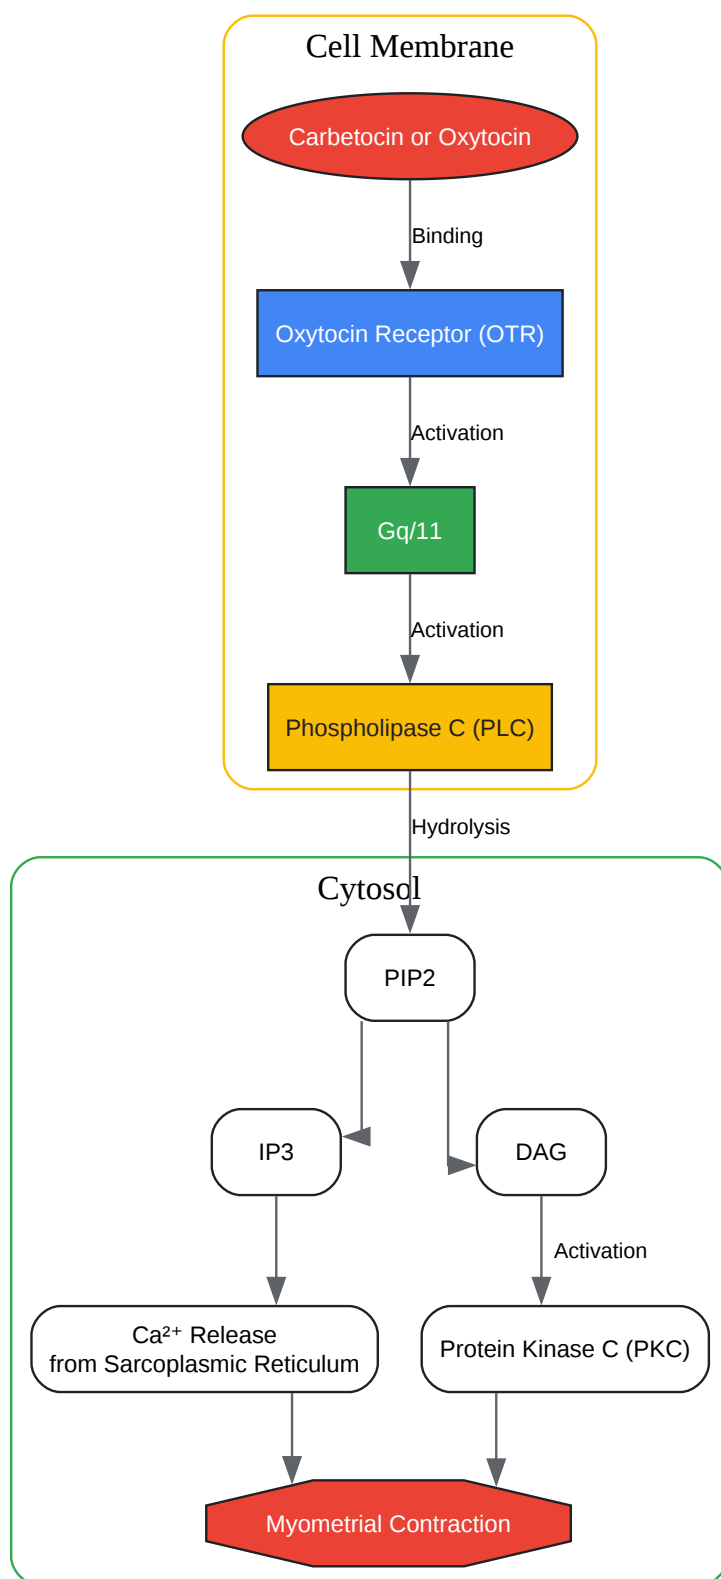 Cell Membrane
Carbetocin or Oxytocin
Binding
Oxytocin Receptor (OTR)
Activation
Gq/11
Activation
Phospholipase C (PLC)
Hydrolysis
Cytosol
PIP2
IP3
DAG
Activation
Ca²⁺ Release
from Sarcoplasmic Reticulum
Protein Kinase C (PKC)
Myometrial Contraction